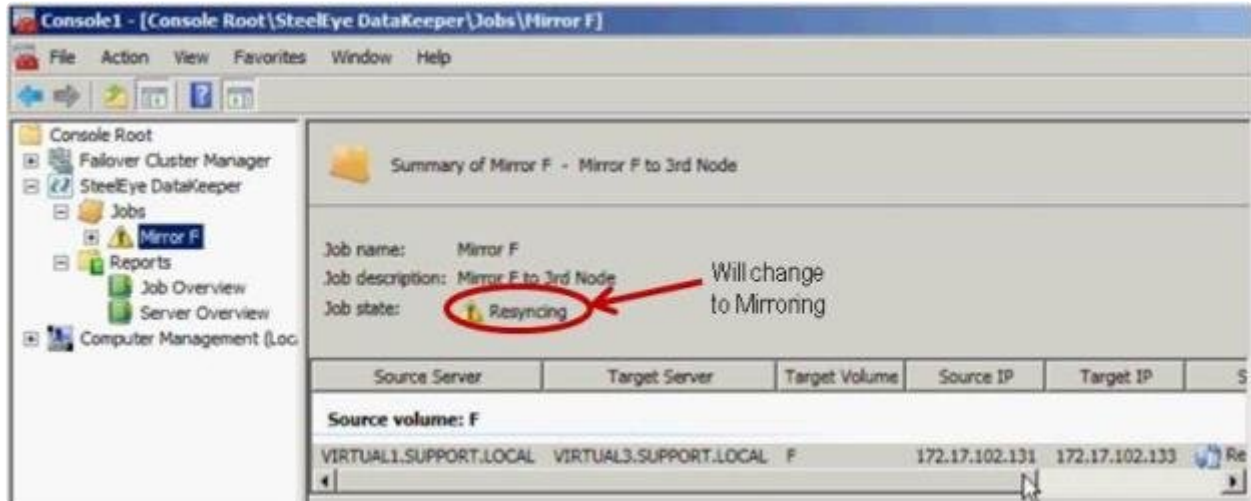 Console1 - [Console Root\SteelEye DataKeeper\Jobs\Mirror F]
File Action View Favorites Window Help
Console Root
Failover Cluster Manager
SteelEye DataKeeper
Jobs
Mirror F
Reports
Job Overview
Server Overview
Computer Management (Loc
Summary of Mirror F - Mirror F to 3rd Node
Job name: Mirror F
Job description: Mirror F to 3rd Node
Job state: Resyncing
Will change
to Mirroring
Source Server Target Server Target Volume Source IP Target IP S
Source volume: F
VIRTUAL1.SUPPORT.LOCAL VIRTUAL3.SUPPORT.LOCAL F 172.17.102.131 172.17.102.133 Re